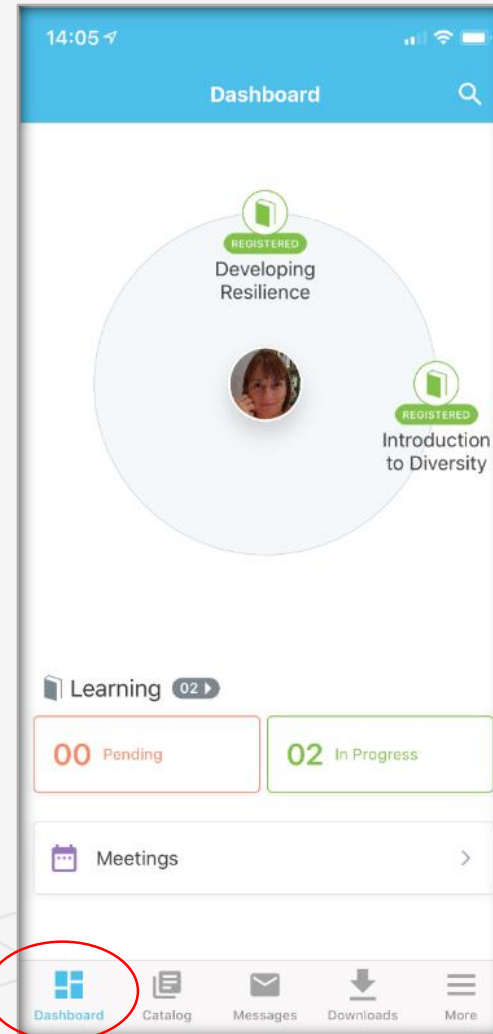 14:05
Dashboard
REGISTERED
Developing
Resilience
REGISTERED
Introduction
to Diversity
Learning 02
00 Pending
02 In Progress
Meetings
Dashboard Catalog Messages Downloads More